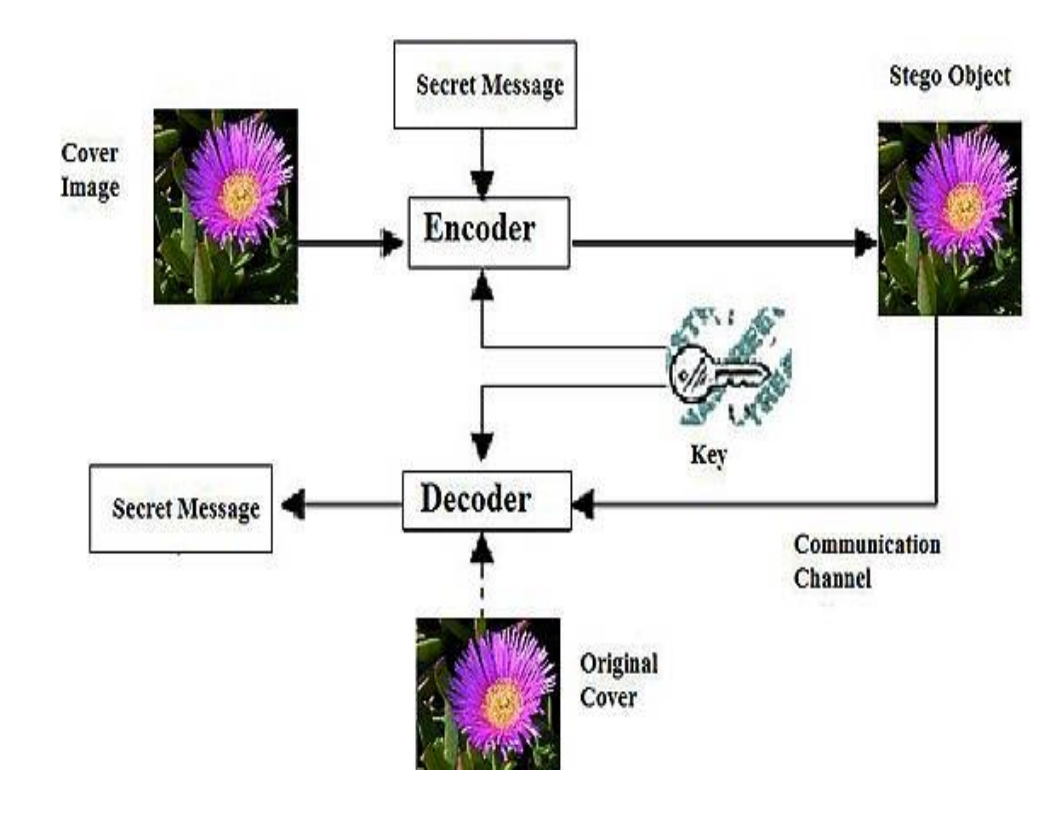 Secret Message
Stego Object
Cover
Image
Encoder
Key
Decoder
Secret Message
Communication
Channel
Original
Cover